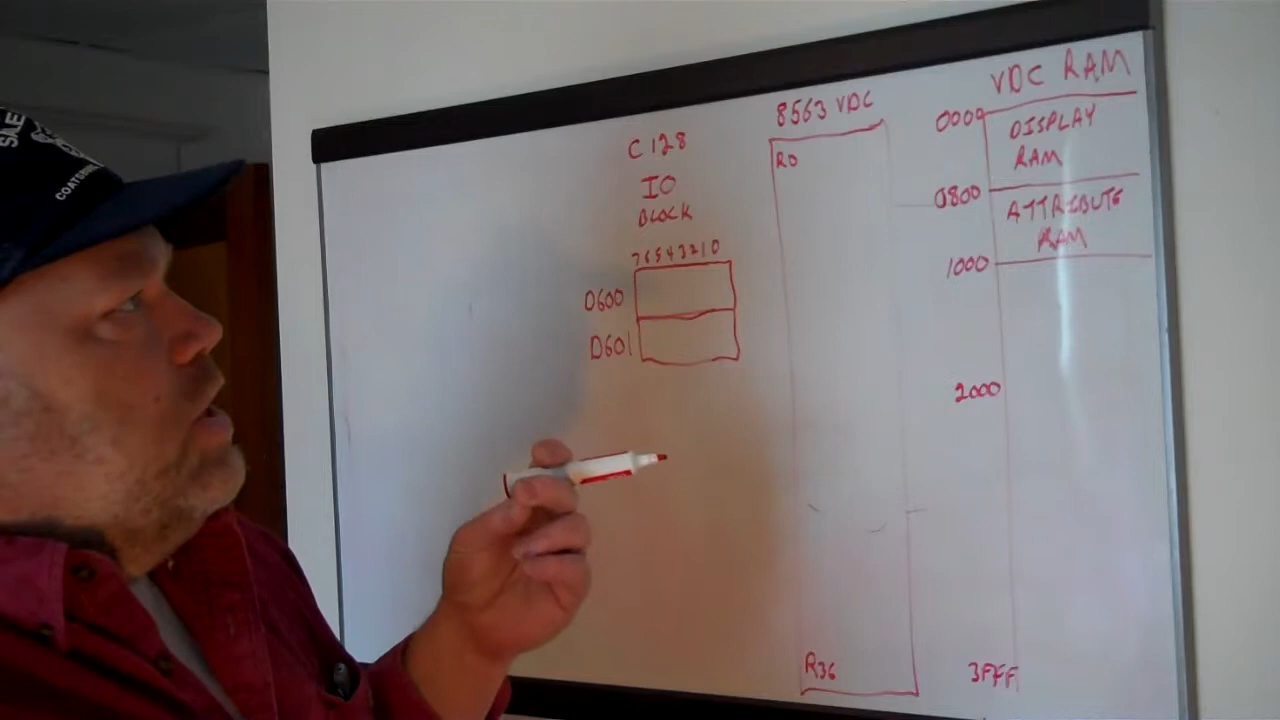 C128
IO
BLOCK
76543210
D600
D601
8563 VDC
R0
R36
VDC RAM
0000
DISPLAY
RAM
0800
ATTRIBUTE
RAM
1000
2000
3FFF